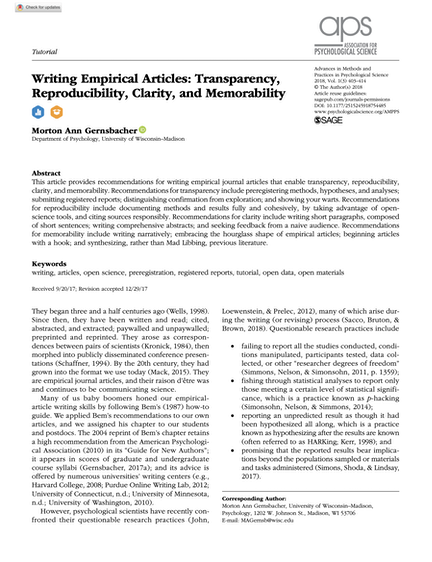 Check for updates
aps
ASSOCIATION FOR
PSYCHOLOGICAL SCIENCE
Tutorial
Writing Empirical Articles: Transparency,
Reproducibility, Clarity, and Memorability
Advances in Methods and
Practices in Psychological Science
2018, Vol. 1(3) 403–414
© The Author(s) 2018
Article reuse guidelines:
sagepub.com/journals-permissions
DOI: 10.1177/2515245918754485
www.psychologicalscience.org/AMPPS
SAGE
Morton Ann Gernsbacher
Department of Psychology, University of Wisconsin–Madison
Abstract
This article provides recommendations for writing empirical journal articles that enable transparency, reproducibility,
clarity, and memorability. Recommendations for transparency include preregistering methods, hypotheses, and analyses;
submitting registered reports; distinguishing confirmation from exploration; and showing your warts. Recommendations
for reproducibility include documenting methods and results fully and cohesively, by taking advantage of open-
science tools, and citing sources responsibly. Recommendations for clarity include writing short paragraphs, composed
of short sentences; writing comprehensive abstracts; and seeking feedback from a naive audience. Recommendations
for memorability include writing narratively; embracing the hourglass shape of empirical articles; beginning articles
with a hook; and synthesizing, rather than Mad Libbing, previous literature.
Keywords
writing, articles, open science, preregistration, registered reports, tutorial, open data, open materials
Received 9/20/17; Revision accepted 12/29/17
They began three and a half centuries ago (Wells, 1998).
Since then, they have been written and read; cited,
abstracted, and extracted; paywalled and unpaywalled;
preprinted and reprinted. They arose as correspon-
dences between pairs of scientists (Kronick, 1984), then
morphed into publicly disseminated conference presen-
tations (Schaffner, 1994). By the 20th century, they had
grown into the format we use today (Mack, 2015). They
are empirical journal articles, and their raison d'être was
and continues to be communicating science.
Many of us baby boomers honed our empirical-
article writing skills by following Bem's (1987) how-to
guide. We applied Bem's recommendations to our own
articles, and we assigned his chapter to our students
and postdocs. The 2004 reprint of Bem's chapter retains
a high recommendation from the American Psychologi-
cal Association (2010) in its "Guide for New Authors";
it appears in scores of graduate and undergraduate
course syllabi (Gernsbacher, 2017a); and its advice is
offered by numerous universities' writing centers (e.g.,
Harvard College, 2008; Purdue Online Writing Lab, 2012;
University of Connecticut, n.d.; University of Minnesota,
n.d.; University of Washington, 2010).
However, psychological scientists have recently con-
fronted their questionable research practices (John,
Loewenstein, & Prelec, 2012), many of which arise dur-
ing the writing (or revising) process (Sacco, Bruton, &
Brown, 2018). Questionable research practices include
• failing to report all the studies conducted, condi-
tions manipulated, participants tested, data col-
lected, or other "researcher degrees of freedom"
(Simmons, Nelson, & Simonsohn, 2011, p. 1359);
• fishing through statistical analyses to report only
those meeting a certain level of statistical signifi-
cance, which is a practice known as p-hacking
(Simonsohn, Nelson, & Simmons, 2014);
• reporting an unpredicted result as though it had
been hypothesized all along, which is a practice
known as hypothesizing after the results are known
(often referred to as HARKing; Kerr, 1998); and
• promising that the reported results bear implica-
tions beyond the populations sampled or materials
and tasks administered (Simons, Shoda, & Lindsay,
2017).
Corresponding Author:
Morton Ann Gernsbacher, University of Wisconsin–Madison,
Psychology, 1202 W. Johnson St., Madison, WI 53706
E-mail: MAGernsb@wisc.edu